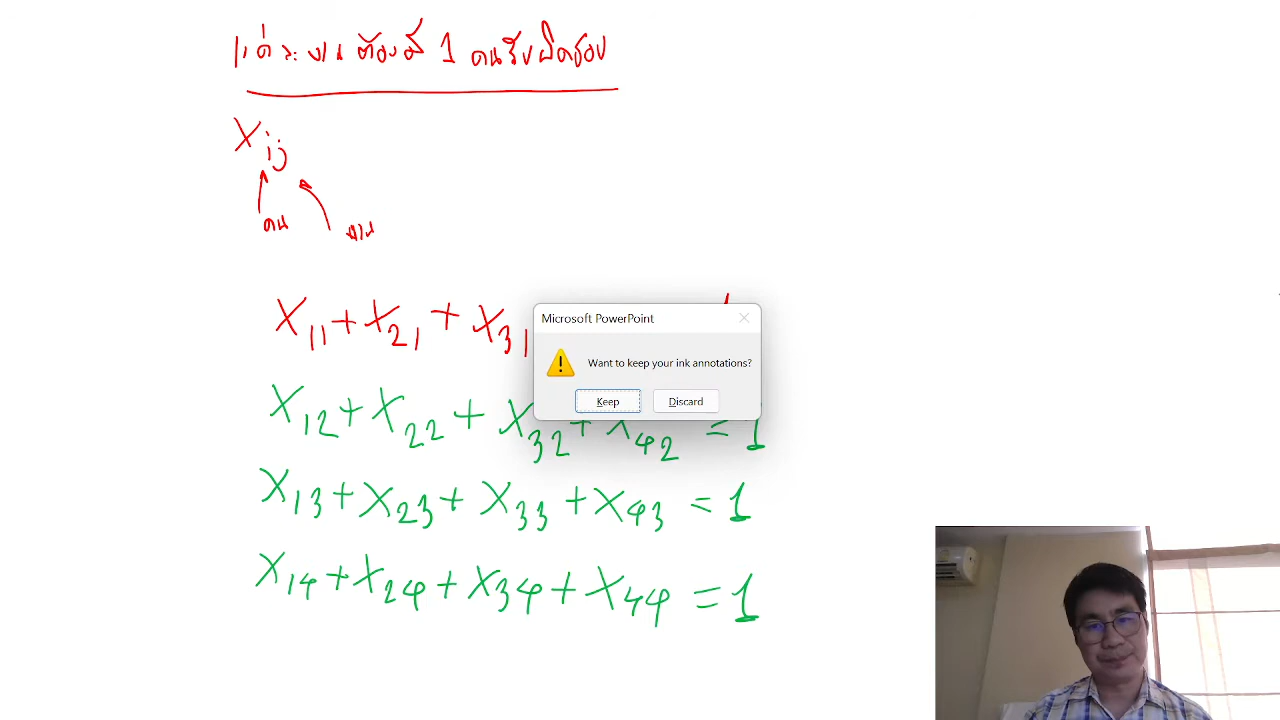 แต่ละงานต้องมี 1 คนรับผิดชอบ
Xij
คน
งาน
X11+X21+X31
Microsoft PowerPoint
Want to keep your ink annotations?
Keep
Discard
X12+X22+X32+X42=1
X13+X23+X33+X43=1
X14+X24+X34+X44=1